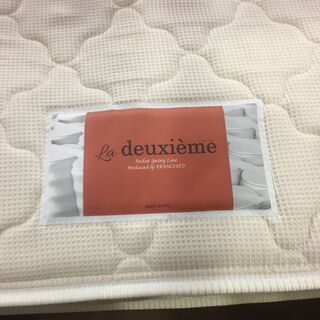 La deuxième
Pocket Spring Line
Produced by FRANCEBED